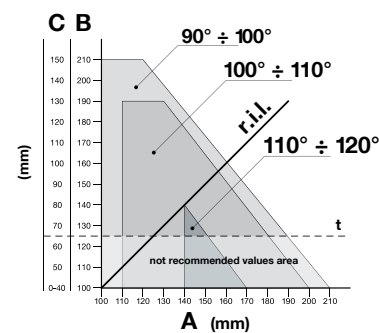 C B
90° ÷ 100°
100° ÷ 110°
r.i.l.
110° ÷ 120°
150 210
140 200
130 190
120 180
110 170
100 160
90 150
80 140
70 130
t
60 120
not recommended values area
50 110
0-40 100
(mm)
100 110 120 130 140 150 160 170 180 190 200 210
A (mm)